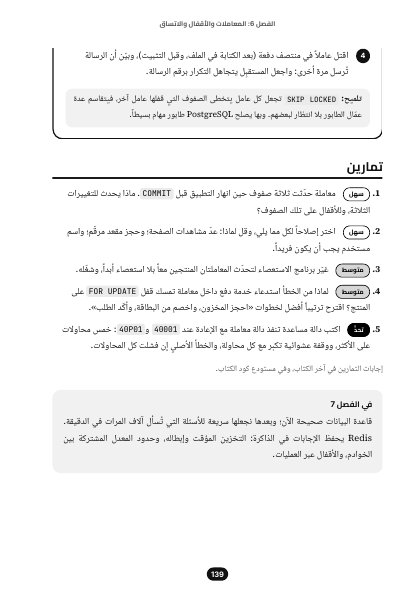 الفصل 6: المعاملات والأقفال والاتساق
4 اقتل عاملاً في منتصف دفعة (بعد الكتابة في الملف، وقبل التثبيت)، وبيّن أن الرسالة
تُرسل مرة أخرى؛ واجعل المستقبل يتجاهل التكرار برقم الرسالة.
تلميح: SKIP LOCKED تجعل كل عامل يتخطى الصفوف التي قفلها عامل آخر، فيتقاسم عدة
عمّال الطابور بلا انتظار لبعضهم. وبها يصلح PostgreSQL طابور مهام بسيطاً.
تمارين
1. سهل معاملة حدّثت ثلاثة صفوف حين انهار التطبيق قبل COMMIT. ماذا يحدث للتغييرات
الثلاثة، وللأقفال على تلك الصفوف؟
2. سهل اختر إصلاحاً لكل مما يلي، وقل لماذا: عدّ مشاهدات الصفحة؛ وحجز مقعد مرقّم؛ واسم
مستخدم يجب أن يكون فريداً.
3. متوسط غيّر برنامج الاستعصاء لتحدّث المعاملتان المنتجين معاً بلا استعصاء أبداً، وشغّله.
4. متوسط لماذا من الخطأ استدعاء خدمة دفع داخل معاملة تمسك قفل FOR UPDATE على
المنتج؟ اقترح ترتيباً أفضل لخطوات «احجز المخزون، واخصم من البطاقة، وأكّد الطلب».
5. تحدٍّ اكتب دالة مساعدة تنفذ دالة معاملة مع الإعادة عند 40001 و40P01: خمس محاولات
على الأكثر، ووقفة عشوائية تكبر مع كل محاولة، والخطأ الأصلي إن فشلت كل المحاولات.
إجابات التمارين في آخر الكتاب، وفي مستودع كود الكتاب.
في الفصل 7
قاعدة البيانات صحيحة الآن؛ وبعدها نجعلها سريعة للأسئلة التي تُسأل آلاف المرات في الدقيقة.
Redis يحفظ الإجابات في الذاكرة: التخزين المؤقت وإبطاله، وحدود المعدل المشتركة بين
الخوادم، والأقفال عبر العمليات.
139